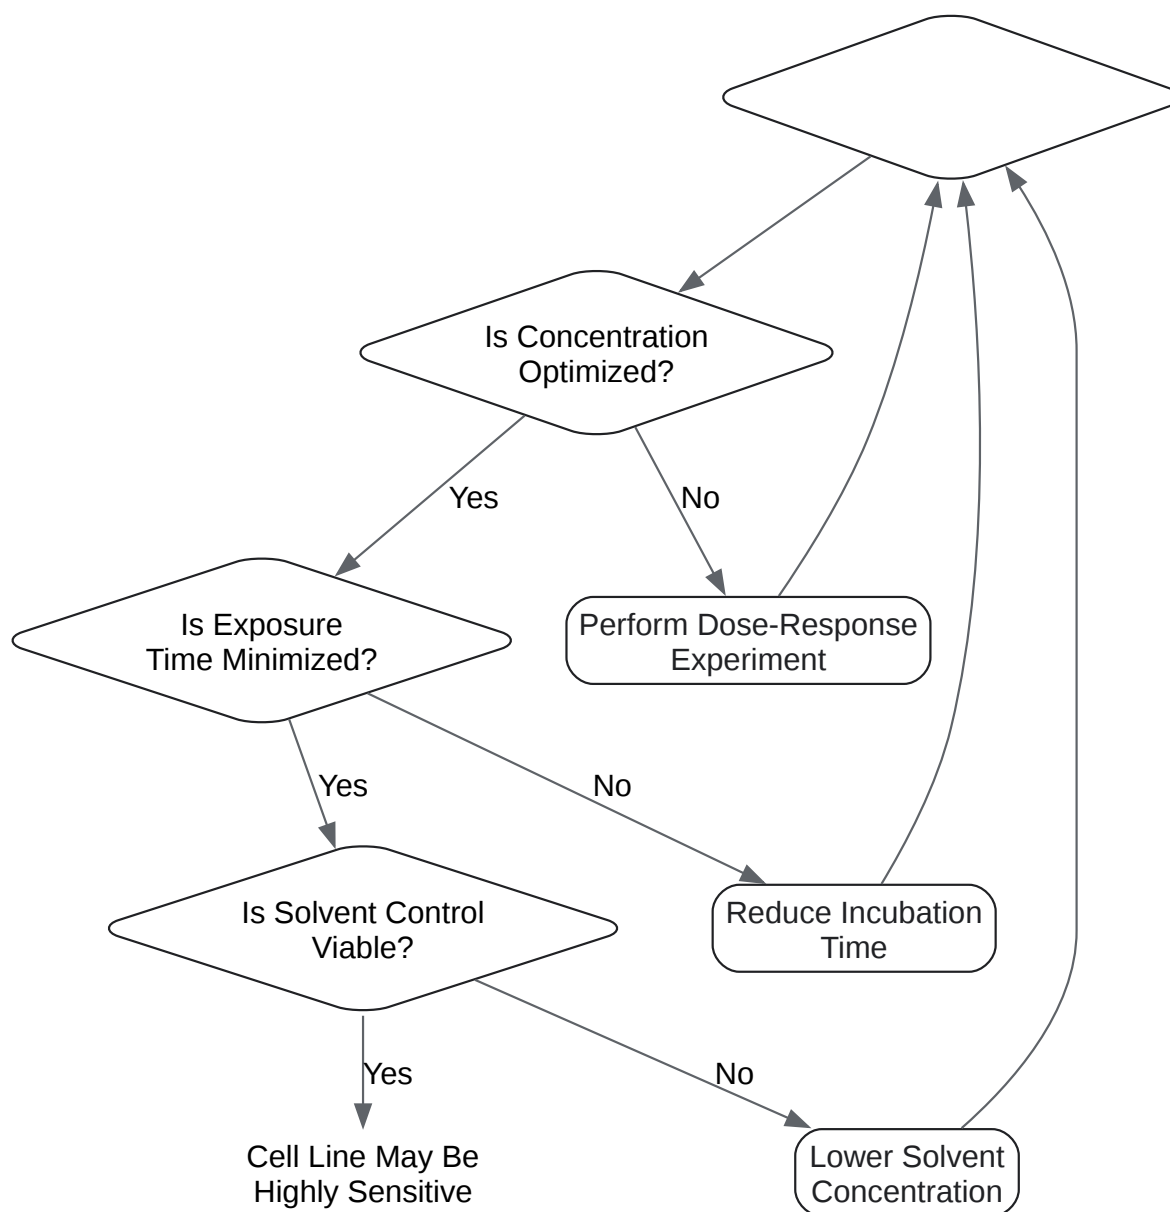 Is Concentration
Optimized?
Yes
No
Is Exposure
Time Minimized?
Perform Dose-Response
Experiment
Yes
No
Is Solvent Control
Viable?
Reduce Incubation
Time
Yes
No
Cell Line May Be
Highly Sensitive
Lower Solvent
Concentration